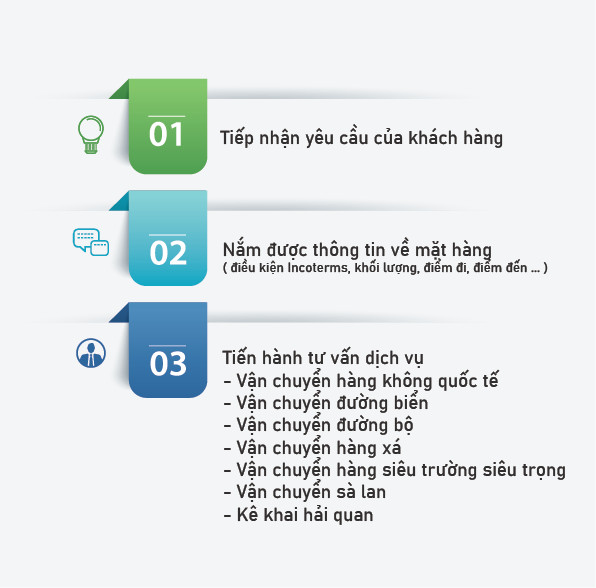 01
Tiếp nhận yêu cầu của khách hàng
02
Nắm được thông tin về mặt hàng
( điều kiện Incoterms, khối lượng, điểm đi, điểm đến ... )
03
Tiến hành tư vấn dịch vụ
- Vận chuyển hàng không quốc tế
- Vận chuyển đường biển
- Vận chuyển đường bộ
- Vận chuyển hàng xá
- Vận chuyển hàng siêu trường siêu trọng
- Vận chuyển sà lan
- Kê khai hải quan